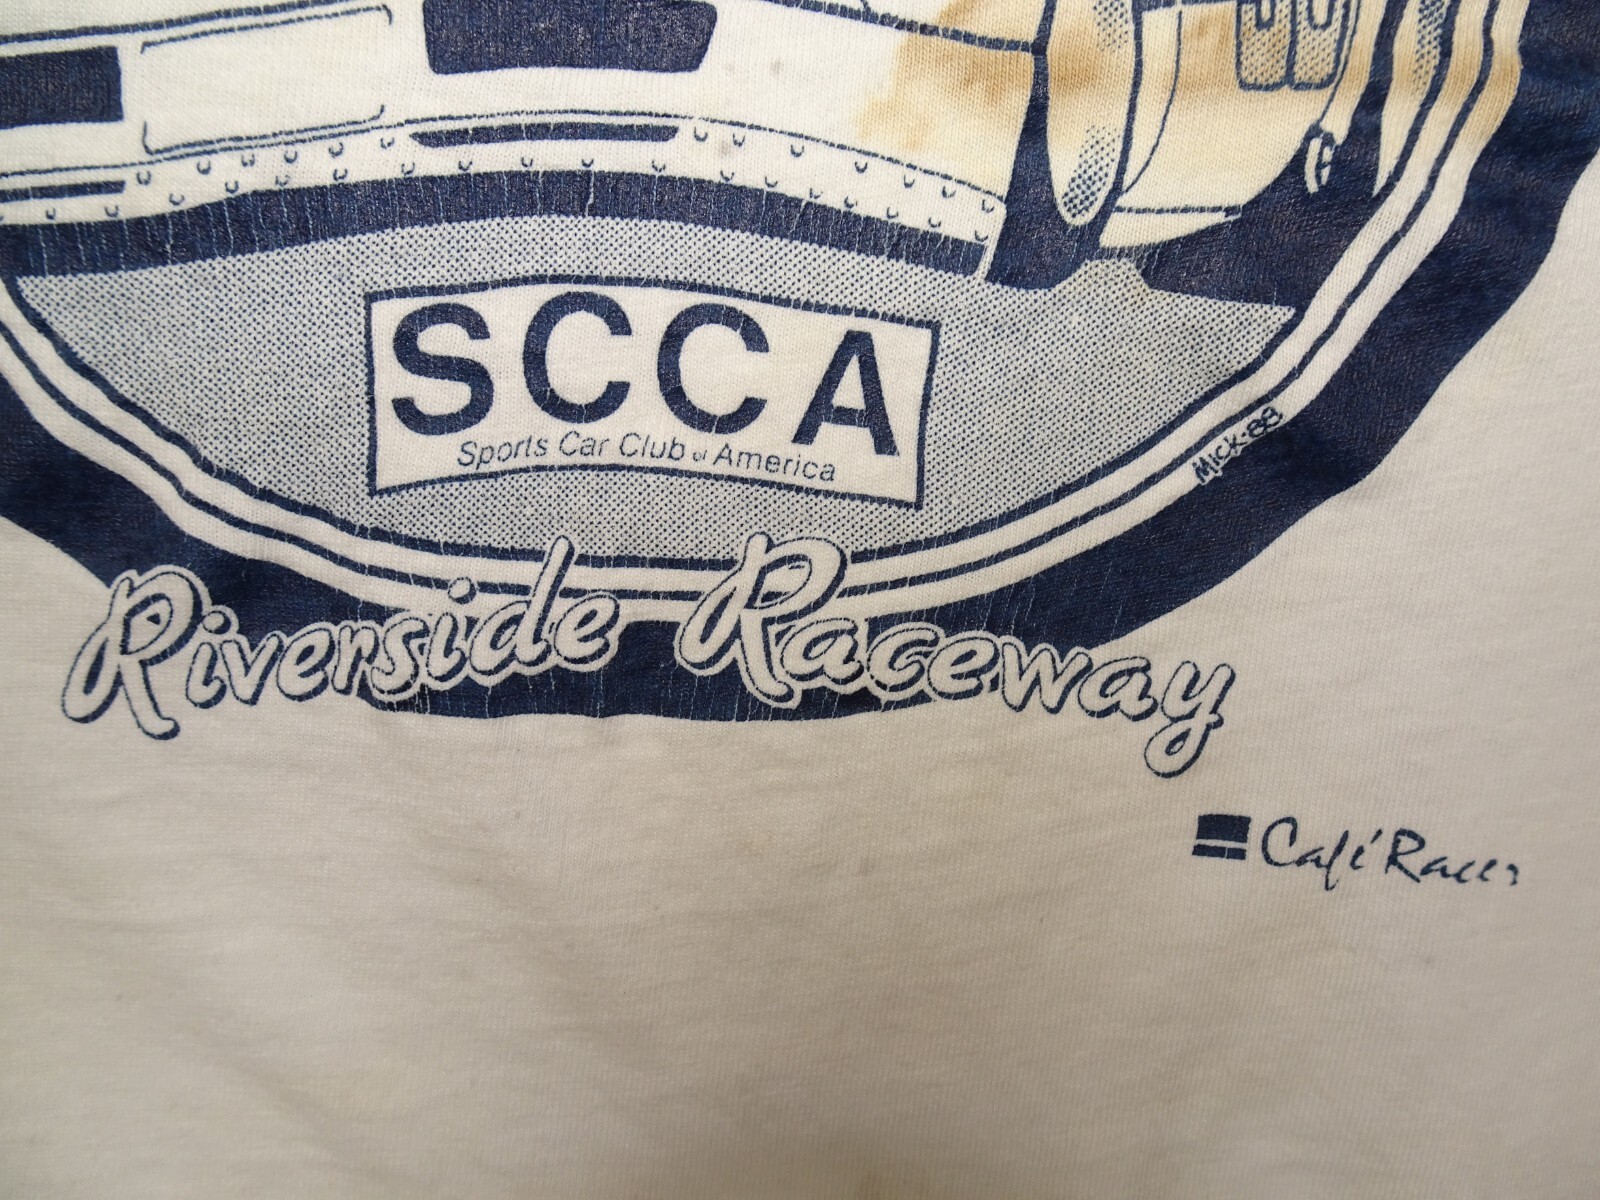 SCCA
Sports Car Club of America
MICK-88
Riverside Raceway
Café Racer